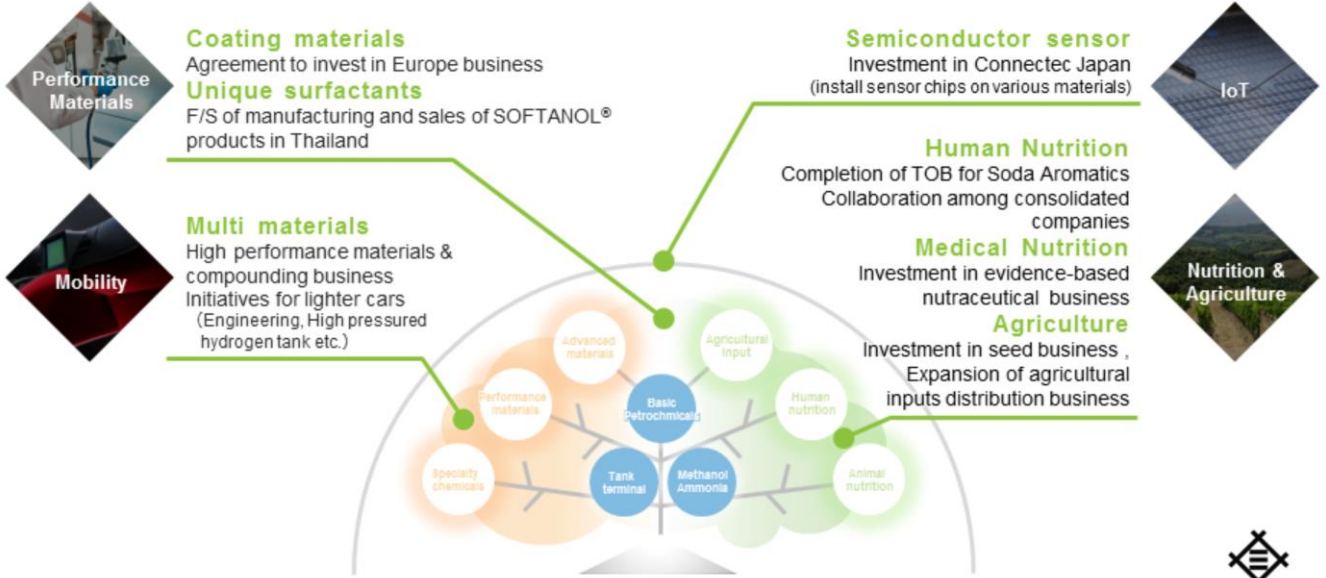 Performance
Materials
Coating materials
Agreement to invest in Europe business
Unique surfactants
F/S of manufacturing and sales of SOFTANOL®
products in Thailand
Mobility
Multi materials
High performance materials &
compounding business
Initiatives for lighter cars
(Engineering, High pressured
hydrogen tank etc.)
Semiconductor sensor
Investment in Connectec Japan
(install sensor chips on various materials)
IoT
Human Nutrition
Completion of TOB for Soda Aromatics
Collaboration among consolidated
companies
Medical Nutrition
Investment in evidence-based
nutraceutical business
Agriculture
Investment in seed business ,
Expansion of agricultural
inputs distribution business
Nutrition &
Agriculture
Advanced
materials
Agricultural
input
Performance
materials
Basic
Petrochmicals
Human
nutrition
Specialty
chemicals
Tank
terminal
Methanol
Ammonia
Animal
nutrition